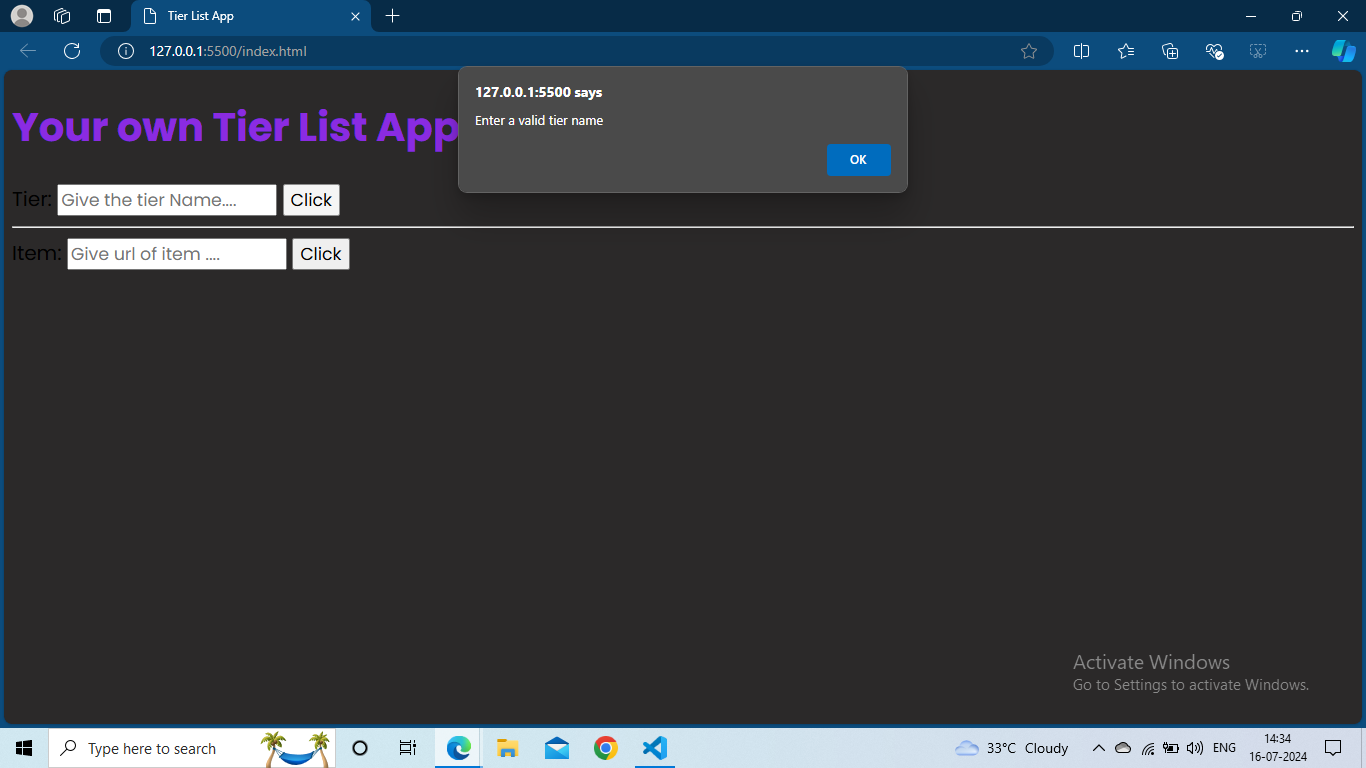 Tier List App
127.0.0.1:5500/index.html
127.0.0.1:5500 says
Enter a valid tier name
OK
Your own Tier List App
Tier: Give the tier Name.... Click
Item: Give url of item .... Click
Activate Windows
Go to Settings to activate Windows.
Type here to search
33°C Cloudy
ENG
14:34
16-07-2024